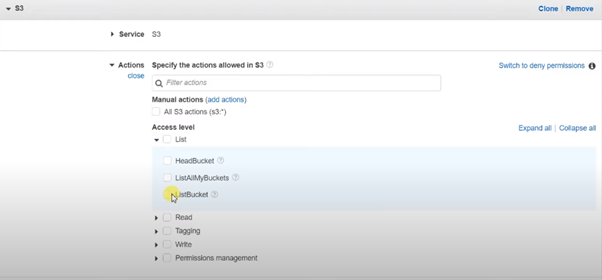 S3 Clone | Remove
Service S3
Actions Specify the actions allowed in S3 Switch to deny permissions
close
Filter actions
Manual actions (add actions)
All S3 actions (s3:*)
Access level Expand all | Collapse all
List
HeadBucket
ListAllMyBuckets
ListBucket
Read
Tagging
Write
Permissions management